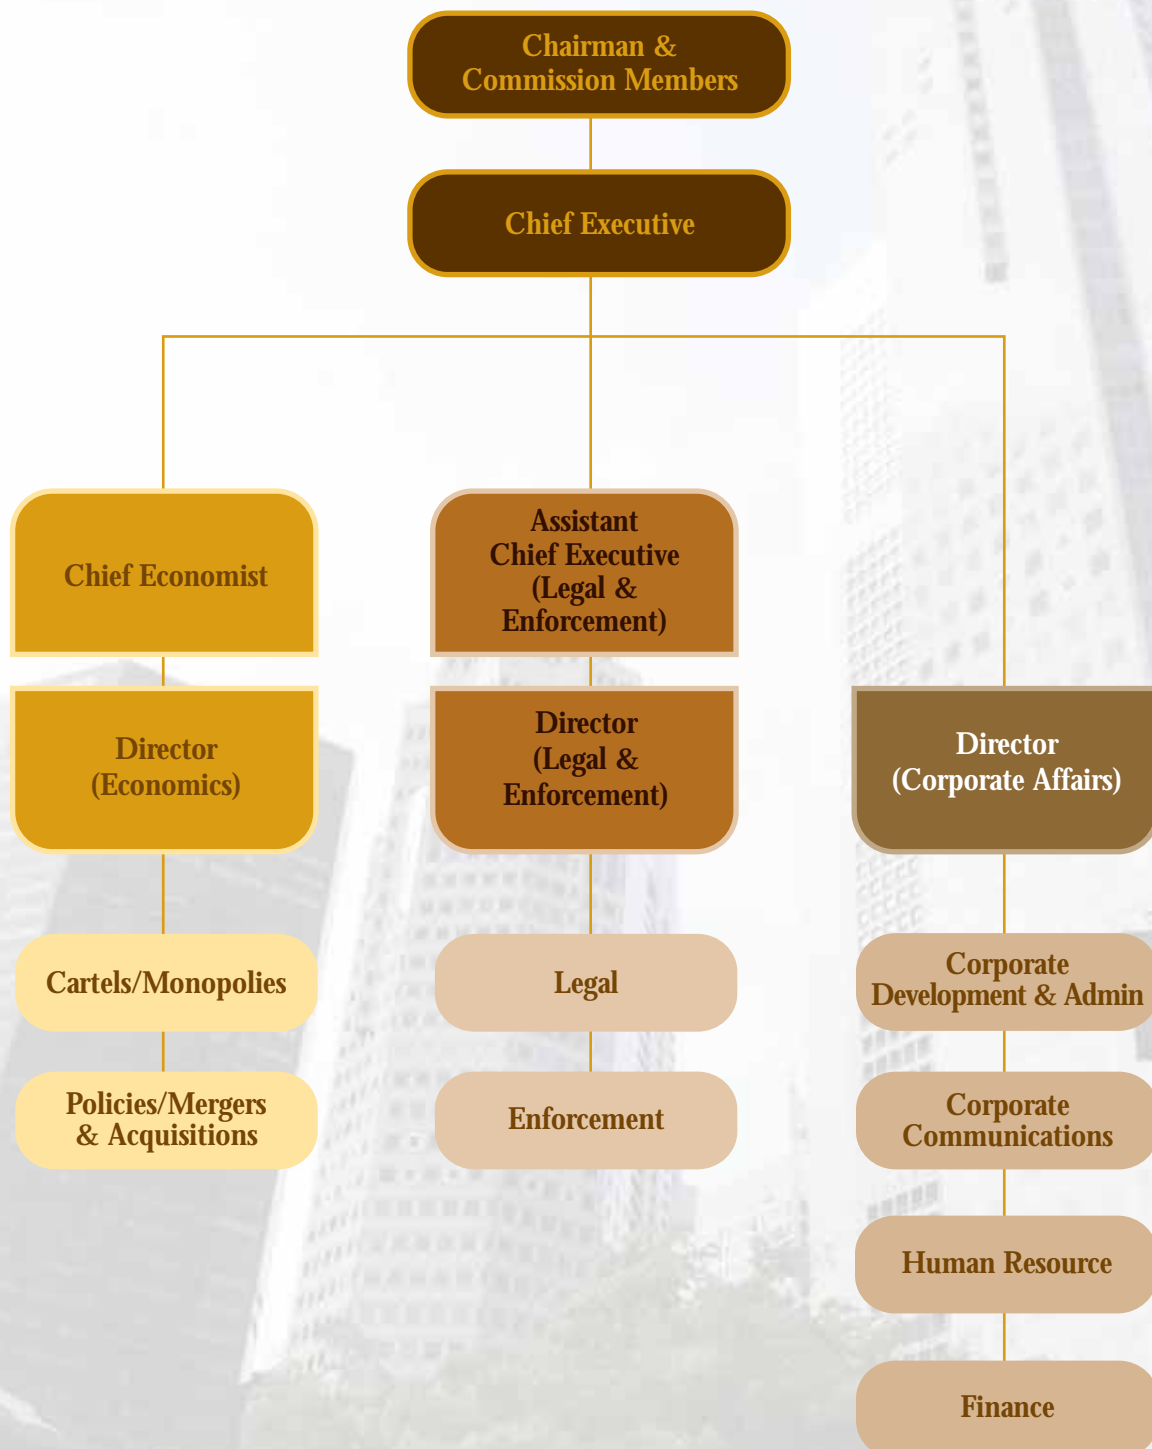 Chairman &
Commission Members
Chief Executive
Chief Economist
Assistant
Chief Executive
(Legal &
Enforcement)
Director
(Economics)
Director
(Legal &
Enforcement)
Director
(Corporate Affairs)
Cartels/Monopolies
Legal
Corporate
Development & Admin
Policies/Mergers
& Acquisitions
Enforcement
Corporate
Communications
Human Resource
Finance